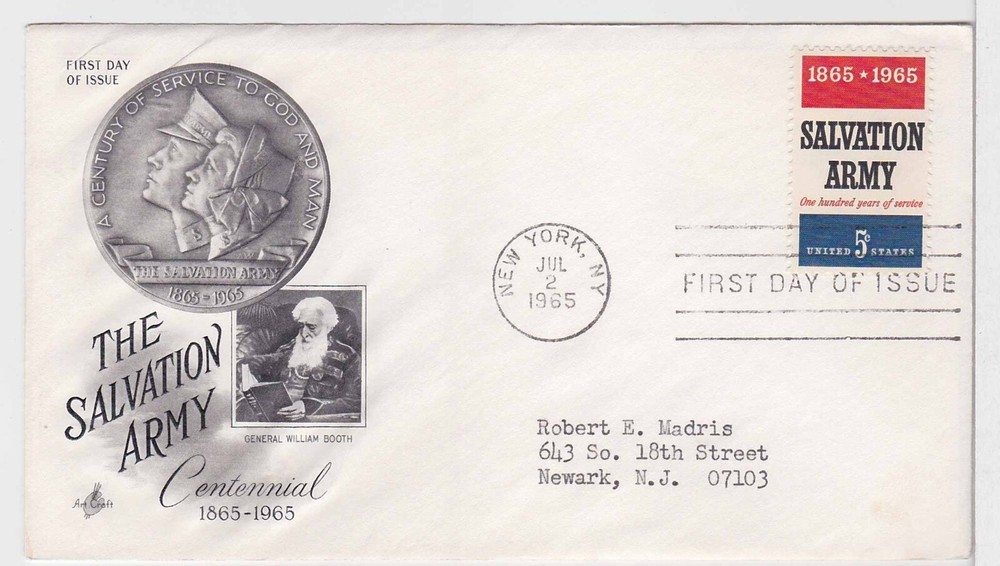 FIRST DAY
OF ISSUE
A CENTURY OF SERVICE TO GOD AND MAN
ARMY
S S
THE SALVATION ARMY
1865-1965
THE
SALVATION
ARMY
GENERAL WILLIAM BOOTH
Centennial
1865-1965
Art Craft
NEW YORK, NY
JUL
2
1965
1865 ★ 1965
SALVATION
ARMY
One hundred years of service
5c
UNITED STATES
FIRST DAY OF ISSUE
Robert E. Madris
643 So. 18th Street
Newark, N.J. 07103